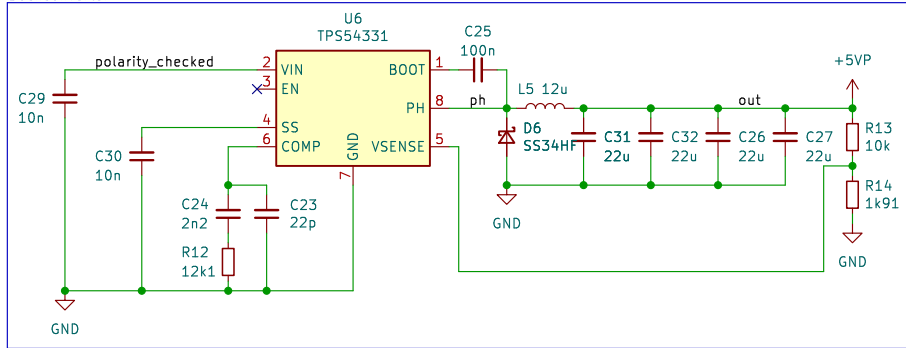 U6
TPS54331
C25
100n
polarity_checked
2 VIN
BOOT 1
3 EN
+5VP
C29
10n
L5 12u
PH 8
ph
out
4 SS
D6
SS34HF
C31
22u
C32
22u
C26
22u
C27
22u
R13
10k
6 COMP
GND
7
VSENSE 5
C30
10n
C24
2n2
C23
22p
R14
1k91
GND
R12
12k1
GND
GND